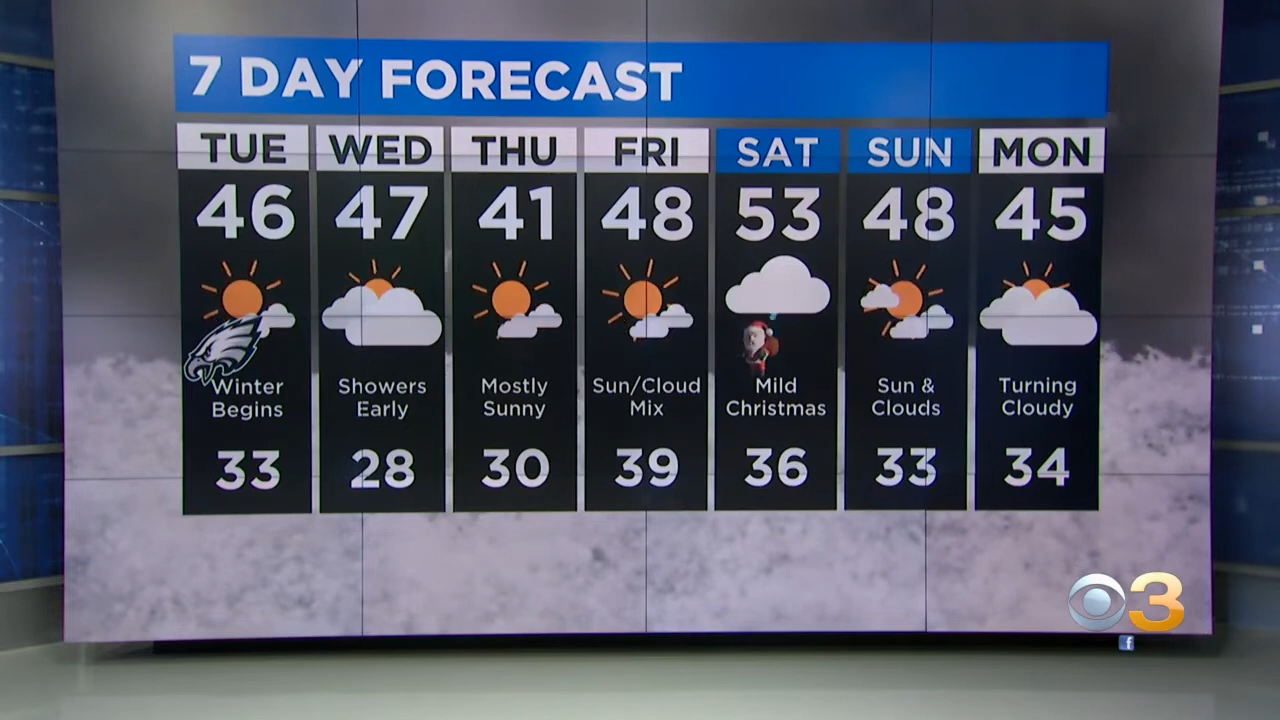 7 DAY FORECAST
TUE WED THU FRI SAT SUN MON
46 47 41 48 53 48 45
Winter Begins
Showers Early
Mostly Sunny
Sun/Cloud Mix
Mild Christmas
Sun & Clouds
Turning Cloudy
33 28 30 39 36 33 34
3
f